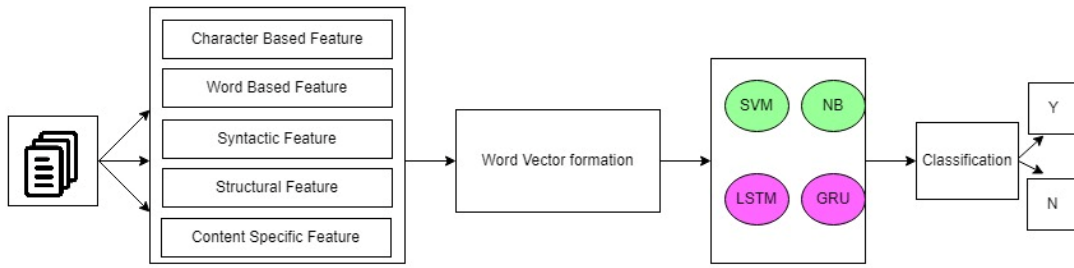 Character Based Feature
Word Based Feature
Syntactic Feature
Structural Feature
Content Specific Feature
Word Vector formation
SVM
NB
LSTM
GRU
Classification
Y
N